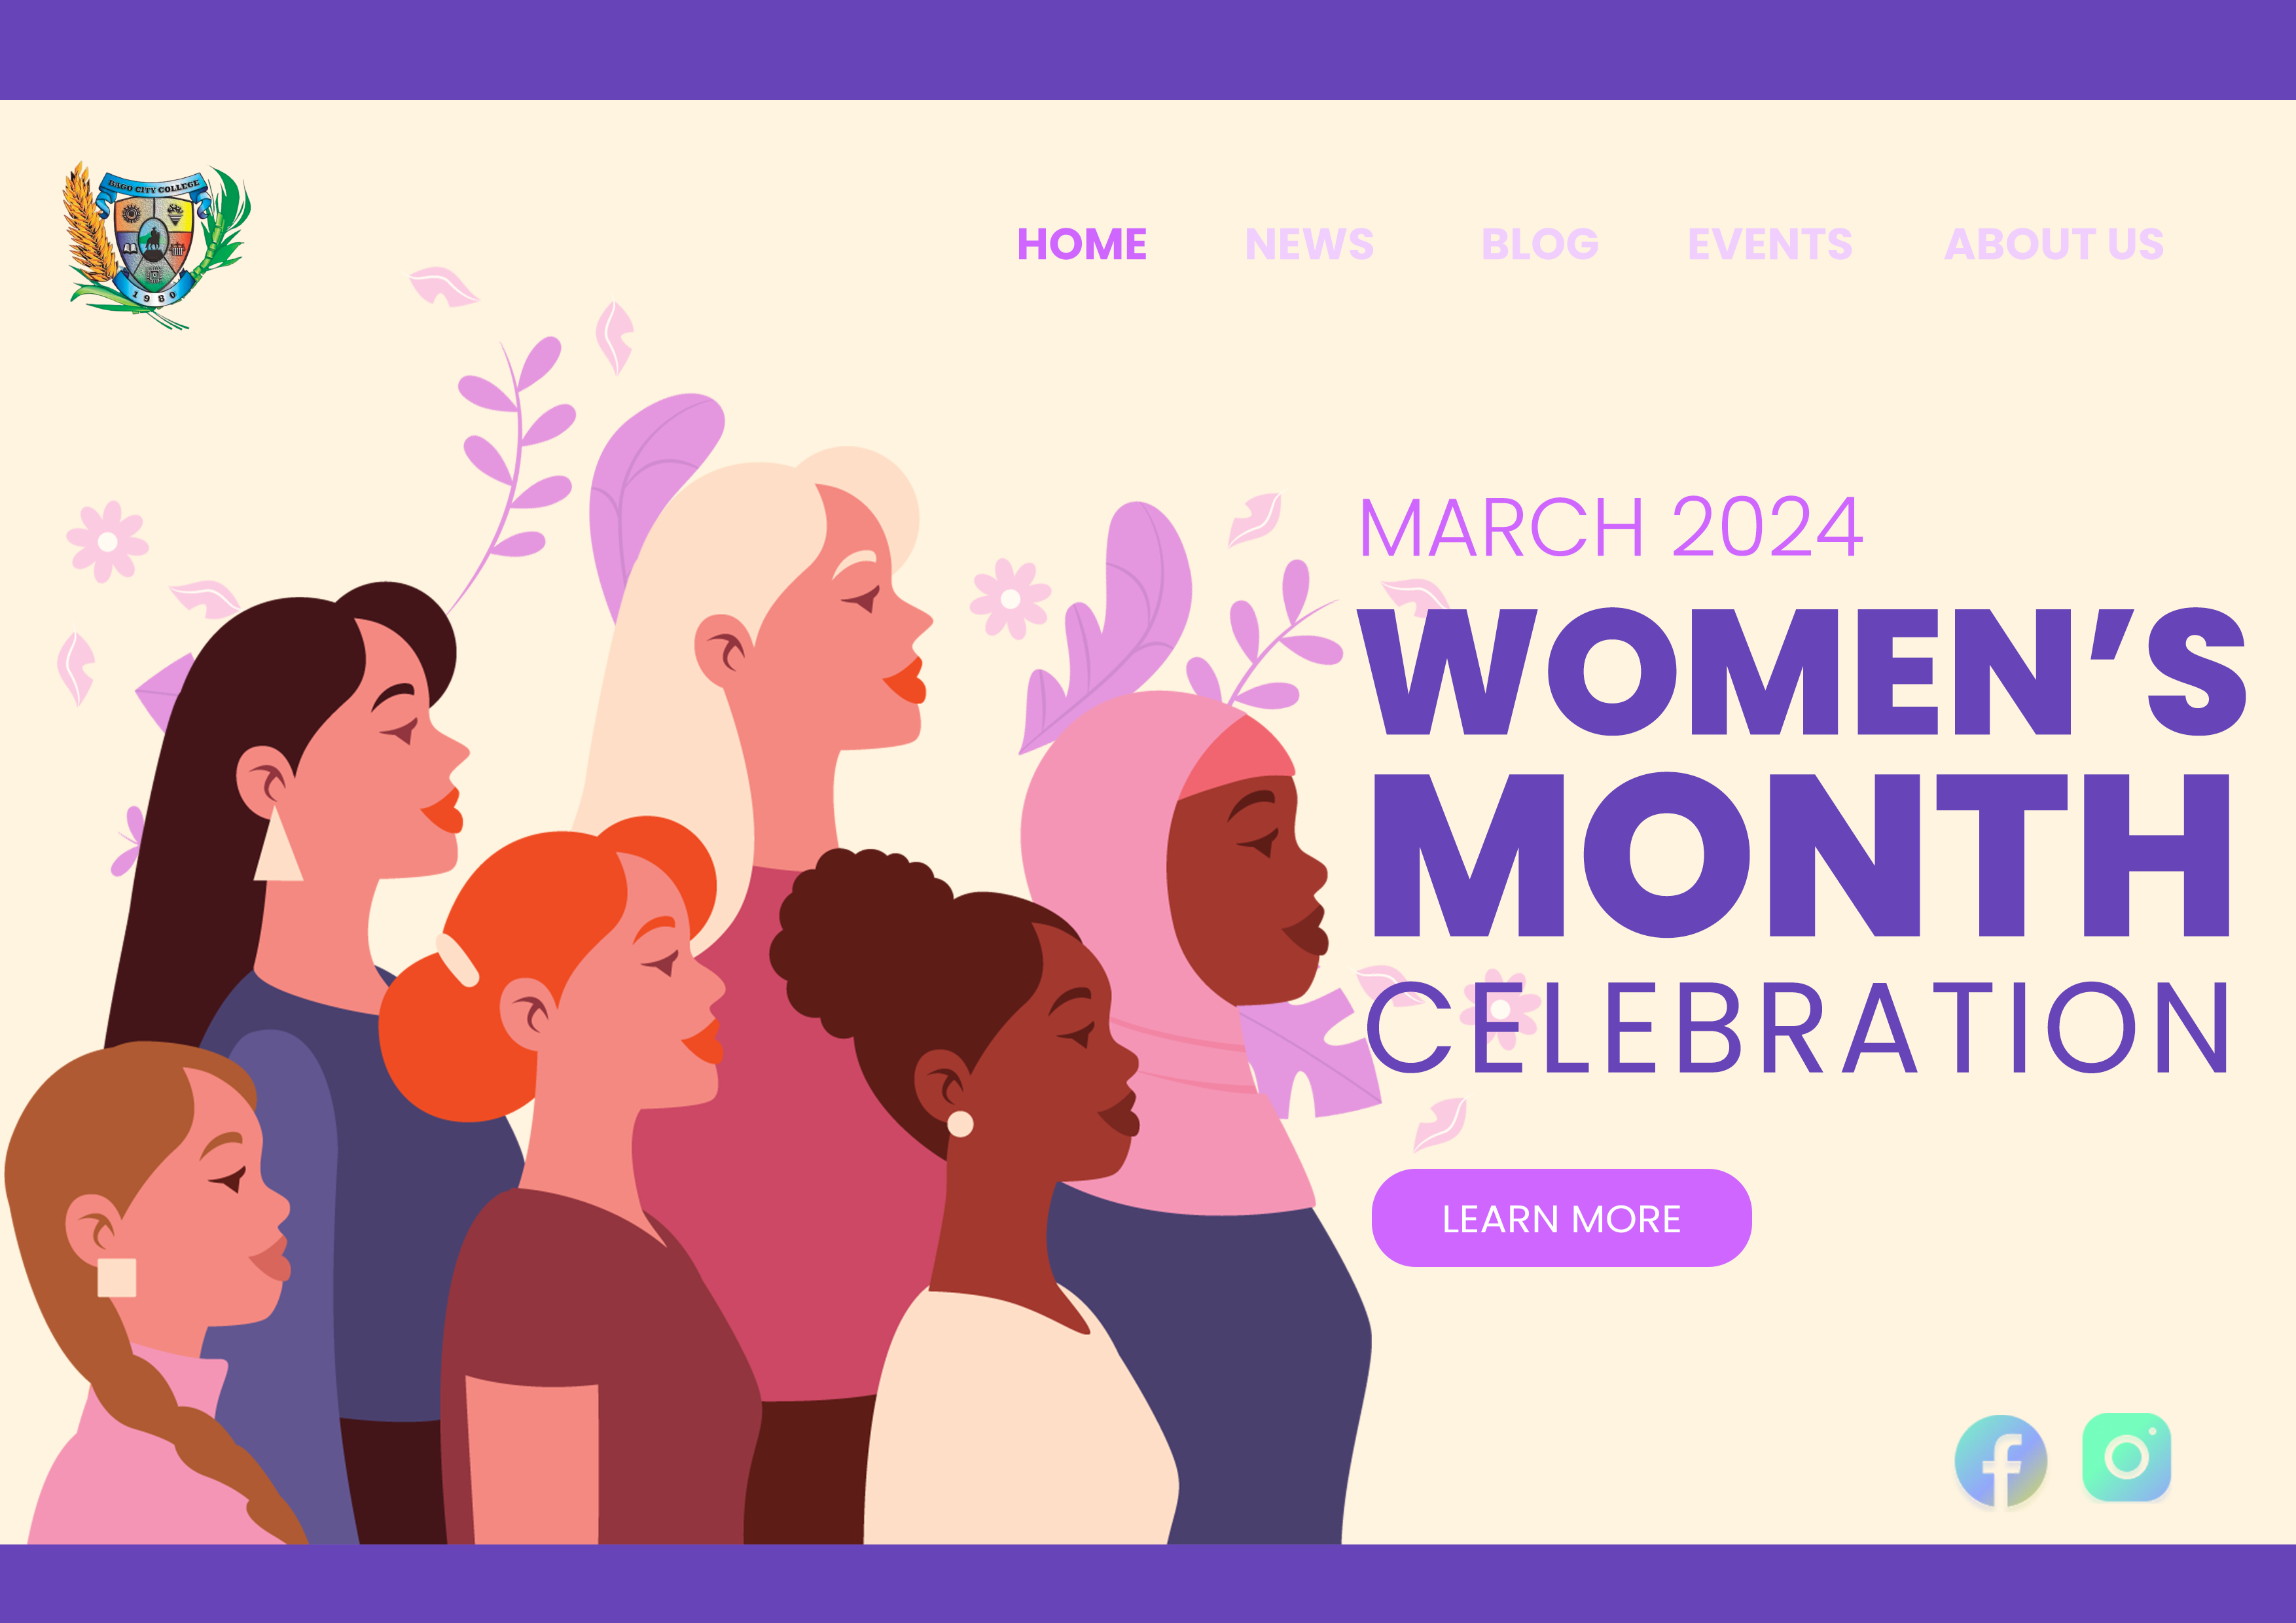 BAGO CITY COLLEGE
1980
HOME NEWS BLOG EVENTS ABOUT US
MARCH 2024
WOMEN’S
MONTH
CELEBRATION
LEARN MORE